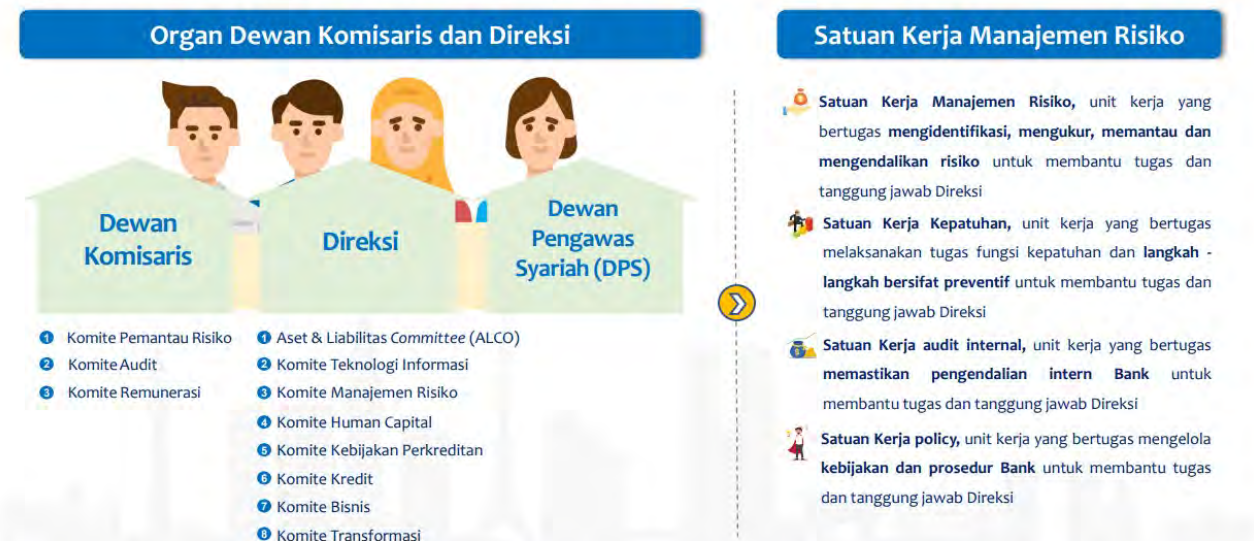 Organ Dewan Komisaris dan Direksi
Dewan
Komisaris
Direksi
Dewan
Pengawas
Syariah (DPS)
1 Komite Pemantau Risiko
2 Komite Audit
3 Komite Remunerasi
1 Aset & Liabilitas Committee (ALCO)
2 Komite Teknologi Informasi
3 Komite Manajemen Risiko
4 Komite Human Capital
5 Komite Kebijakan Perkreditan
6 Komite Kredit
7 Komite Bisnis
8 Komite Transformasi
Satuan Kerja Manajemen Risiko
Satuan Kerja Manajemen Risiko, unit kerja yang
bertugas mengidentifikasi, mengukur, memantau dan
mengendalikan risiko untuk membantu tugas dan
tanggung jawab Direksi
Satuan Kerja Kepatuhan, unit kerja yang bertugas
melaksanakan tugas fungsi kepatuhan dan langkah -
langkah bersifat preventif untuk membantu tugas dan
tanggung jawab Direksi
Satuan Kerja audit internal, unit kerja yang bertugas
memastikan pengendalian intern Bank untuk
membantu tugas dan tanggung jawab Direksi
Satuan Kerja policy, unit kerja yang bertugas mengelola
kebijakan dan prosedur Bank untuk membantu tugas
dan tanggung jawab Direksi